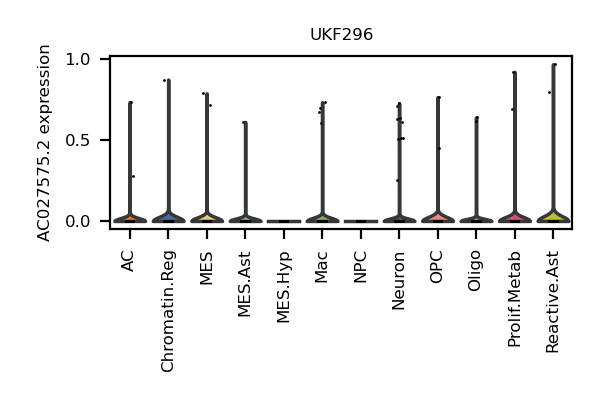 UKF296
AC027575.2 expression
1.0
0.5
0.0
AC
Chromatin.Reg
MES
MES.Ast
MES.Hyp
Mac
NPC
Neuron
OPC
Oligo
Prolif.Metab
Reactive.Ast